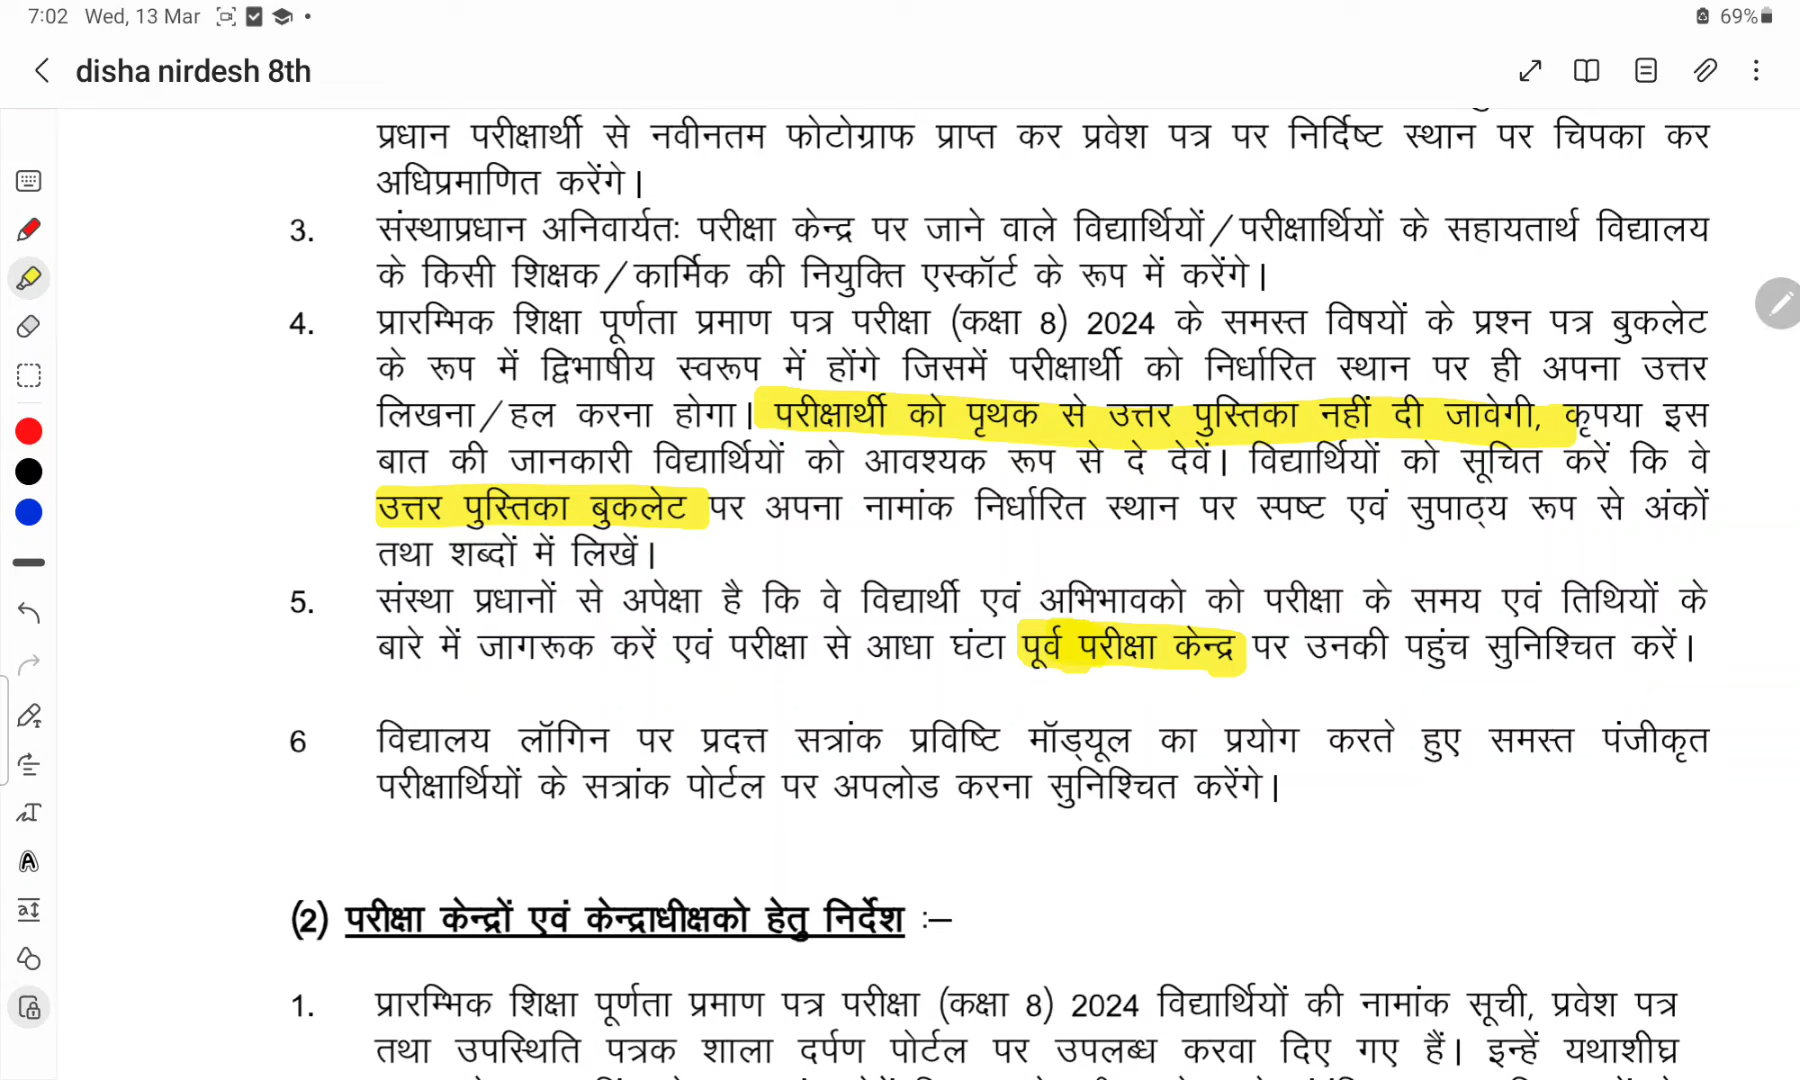 7:02 Wed, 13 Mar 69%
disha nirdesh 8th
प्रधान परीक्षार्थी से नवीनतम फोटोग्राफ प्राप्त कर प्रवेश पत्र पर निर्दिष्ट स्थान पर चिपका कर
अधिप्रमाणित करेंगे।
3. संस्थाप्रधान अनिवार्यतः परीक्षा केन्द्र पर जाने वाले विद्यार्थियों/परीक्षार्थियों के सहायतार्थ विद्यालय
के किसी शिक्षक/कार्मिक की नियुक्ति एस्कॉर्ट के रूप में करेंगे।
4. प्रारम्भिक शिक्षा पूर्णता प्रमाण पत्र परीक्षा (कक्षा 8) 2024 के समस्त विषयों के प्रश्न पत्र बुकलेट
के रूप में द्विभाषीय स्वरूप में होंगे जिसमें परीक्षार्थी को निर्धारित स्थान पर ही अपना उत्तर
लिखना/हल करना होगा। परीक्षार्थी को पृथक से उत्तर पुस्तिका नहीं दी जावेगी, कृपया इस
बात की जानकारी विद्यार्थियों को आवश्यक रूप से दे देवें। विद्यार्थियों को सूचित करें कि वे
उत्तर पुस्तिका बुकलेट पर अपना नामांक निर्धारित स्थान पर स्पष्ट एवं सुपाठ्य रूप से अंकों
तथा शब्दों में लिखें।
5. संस्था प्रधानों से अपेक्षा है कि वे विद्यार्थी एवं अभिभावको को परीक्षा के समय एवं तिथियों के
बारे में जागरूक करें एवं परीक्षा से आधा घंटा पूर्व परीक्षा केन्द्र पर उनकी पहुंच सुनिश्चित करें।
6 विद्यालय लॉगिन पर प्रदत्त सत्रांक प्रविष्टि मॉड्यूल का प्रयोग करते हुए समस्त पंजीकृत
परीक्षार्थियों के सत्रांक पोर्टल पर अपलोड करना सुनिश्चित करेंगे।
(2) परीक्षा केन्द्रों एवं केन्द्राधीक्षको हेतु निर्देश :–
1. प्रारम्भिक शिक्षा पूर्णता प्रमाण पत्र परीक्षा (कक्षा 8) 2024 विद्यार्थियों की नामांक सूची, प्रवेश पत्र
तथा उपस्थिति पत्रक शाला दर्पण पोर्टल पर उपलब्ध करवा दिए गए हैं। इन्हें यथाशीघ्र